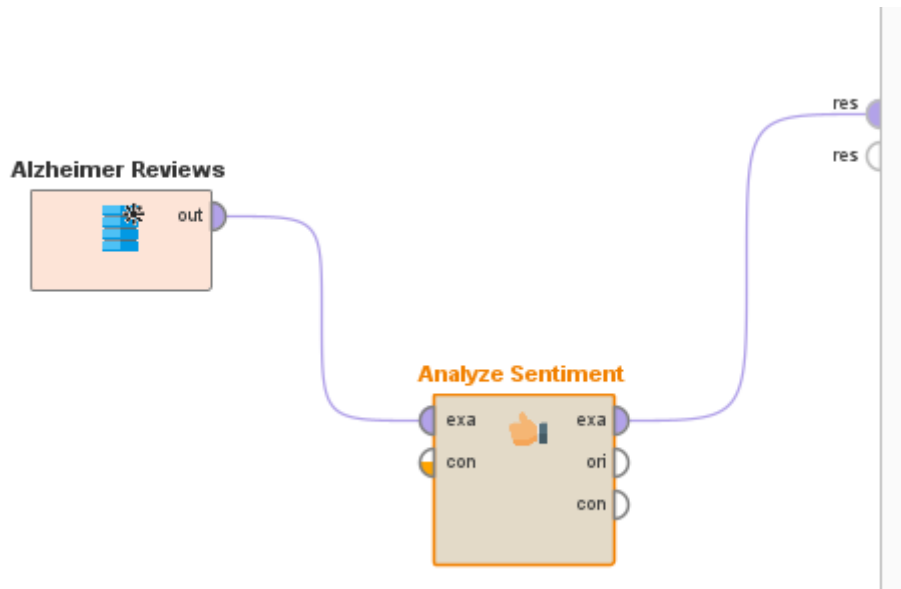 res
res
Alzheimer Reviews
out
Analyze Sentiment
exa exa
con ori
con